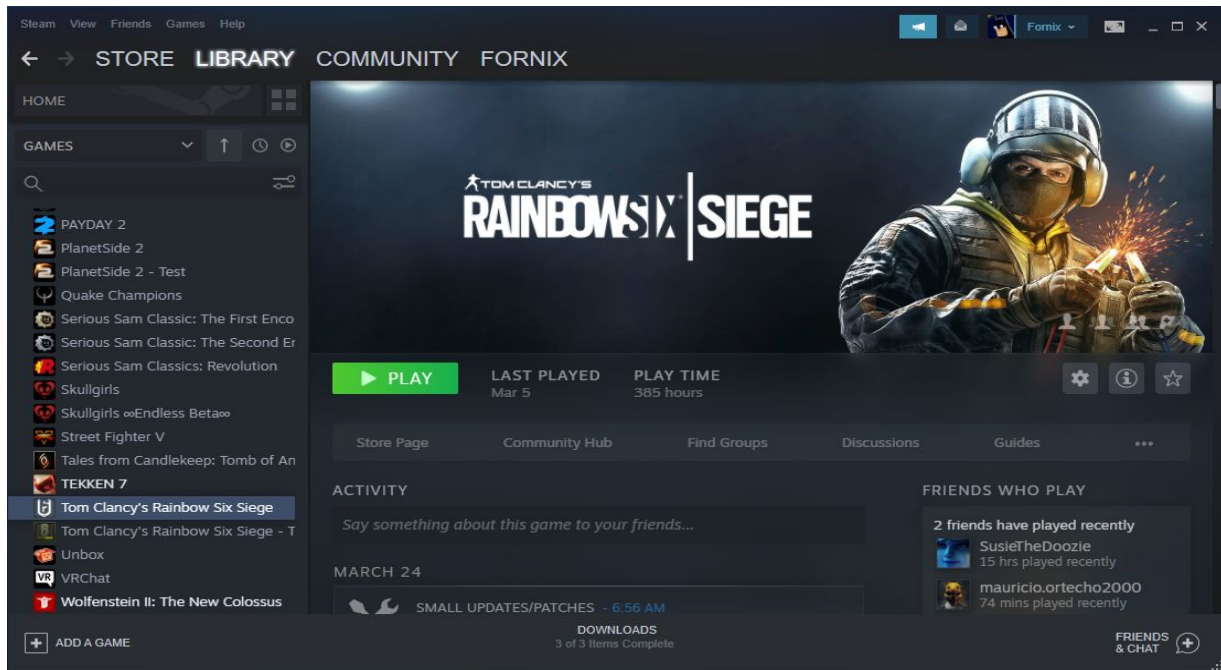 Steam View Friends Games Help
Fornix
STORE LIBRARY COMMUNITY FORNIX
HOME
GAMES
PAYDAY 2
PlanetSide 2
PlanetSide 2 - Test
Quake Champions
Serious Sam Classic: The First Enco
Serious Sam Classic: The Second Er
Serious Sam Classics: Revolution
Skullgirls
Skullgirls ∞Endless Beta∞
Street Fighter V
Tales from Candlekeep: Tomb of An
TEKKEN 7
Tom Clancy's Rainbow Six Siege
Tom Clancy's Rainbow Six Siege - T
Unbox
VR VRChat
Wolfenstein II: The New Colossus
TOM CLANCY'S
RAINBOWSIX | SIEGE
PLAY
LAST PLAYED
Mar 5
PLAY TIME
385 hours
Store Page Community Hub Find Groups Discussions Guides
ACTIVITY
Say something about this game to your friends...
MARCH 24
SMALL UPDATES/PATCHES - 6:56 AM
FRIENDS WHO PLAY
2 friends have played recently
SusieTheDoozie
15 hrs played recently
mauricio.ortecho2000
74 mins played recently
ADD A GAME
DOWNLOADS
3 of 3 Items Complete
FRIENDS
& CHAT